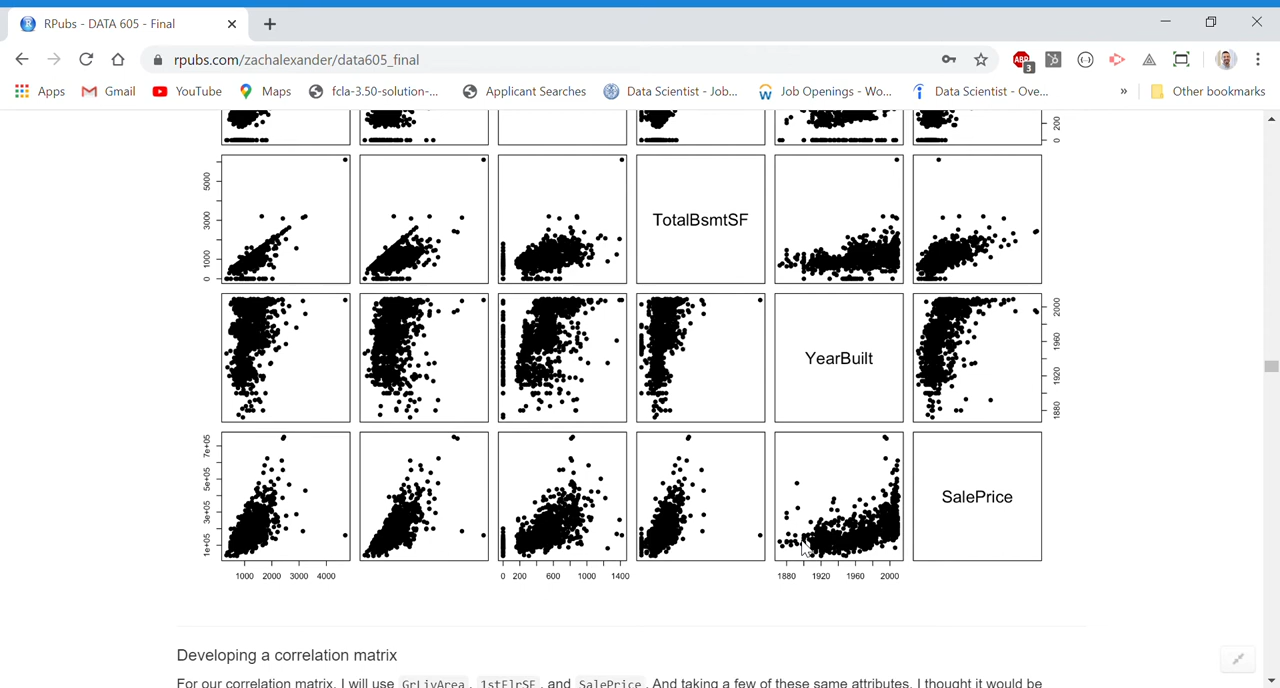 RPubs - DATA 605 - Final
rpubs.com/zachalexander/data605_final
ABP 3
Apps Gmail YouTube Maps fcla-3.50-solution-... Applicant Searches Data Scientist - Job... Job Openings - Wo... Data Scientist - Ove... » Other bookmarks
200
0
5000
3000
1000
0
TotalBsmtSF
YearBuilt
2000
1960
1920
1880
7e+05
5e+05
3e+05
1e+05
SalePrice
1000 2000 3000 4000 0 200 600 1000 1400 1880 1920 1960 2000
Developing a correlation matrix
For our correlation matrix, I will use GrLivArea, 1stFlrSF, and SalePrice. And taking a few of these same attributes, I thought it would be